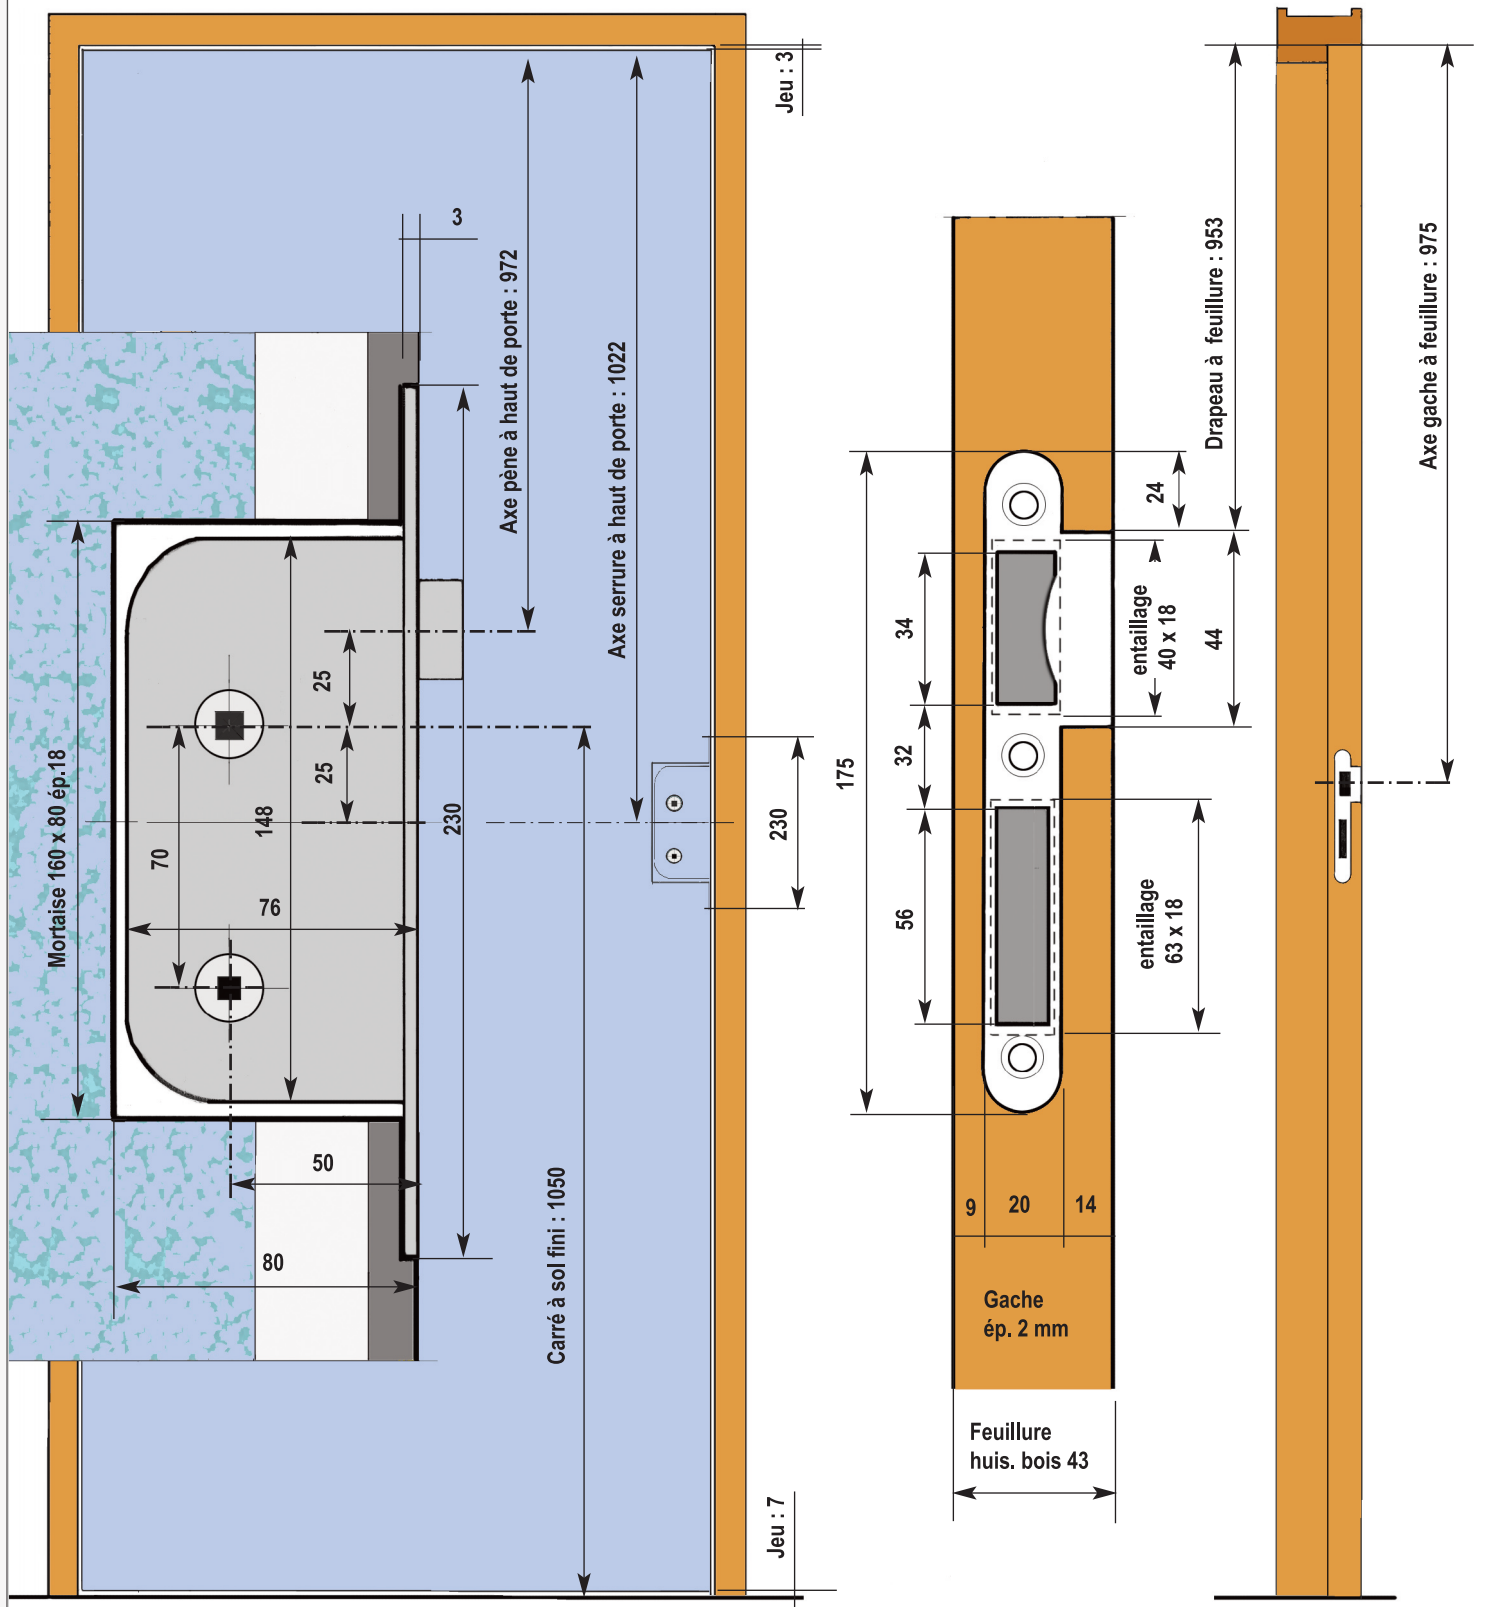 Jeu : 3
3
Axe pène à haut de porte : 972
Axe serrure à haut de porte : 1022
25
25
Mortaise 160 x 80 ép.18
148
70
76
230
230
50
80
Carré à sol fini : 1050
Jeu : 7
Drapeau à feuillure : 953
Axe gache à feuillure : 975
24
34
entaillage
40 x 18
44
32
175
56
entaillage
63 x 18
9
20
14
Gache
ép. 2 mm
Feuillure
huis. bois 43